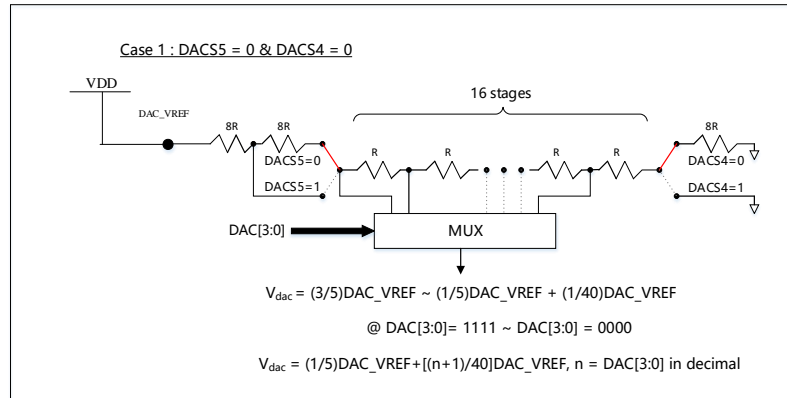 Case 1 : DACS5 = 0 & DACS4 = 0
VDD
16 stages
DAC_VREF
8R
8R
R
R
R
R
8R
DACS5=0
DACS4=0
DACS5=1
DACS4=1
DAC[3:0]
MUX
Vdac = (3/5)DAC_VREF ~ (1/5)DAC_VREF + (1/40)DAC_VREF
@ DAC[3:0]= 1111 ~ DAC[3:0] = 0000
Vdac = (1/5)DAC_VREF+[(n+1)/40]DAC_VREF, n = DAC[3:0] in decimal